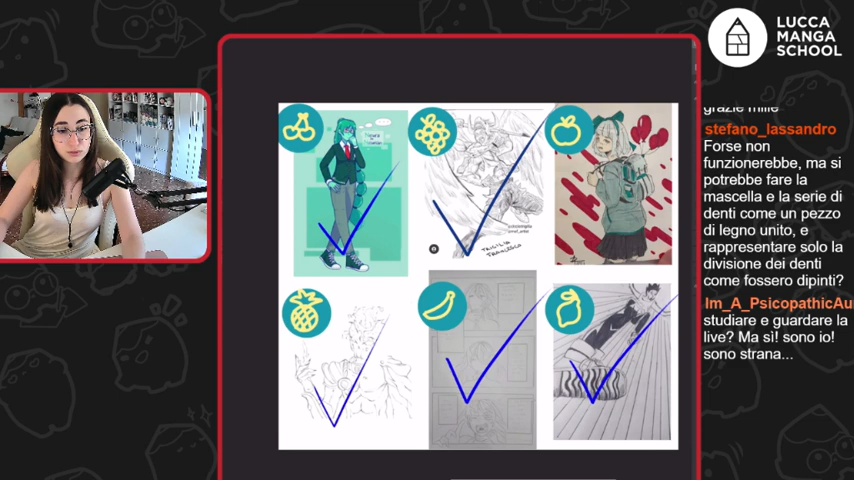 LUCCA
MANGA
SCHOOL
grazie mille
stefano_lassandro
Forse non
funzionerebbe, ma si
potrebbe fare la
mascella e la serie di
denti come un pezzo
di legno unito, e
rappresentare solo la
divisione dei denti
come fossero dipinti?
Im_A_PsicopathicAu
studiare e guardare la
live? Ma sì! sono io!
sono strana...